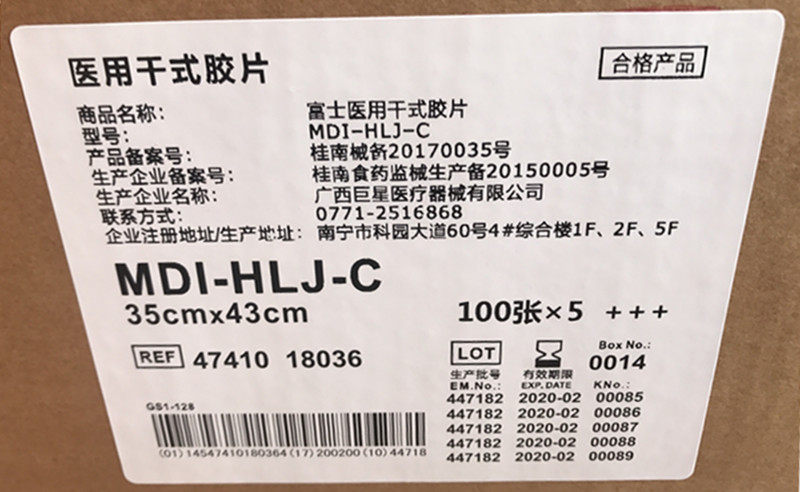 医用干式胶片
合格产品
商品名称： 富士医用干式胶片
型号： MDI-HLJ-C
产品备案号： 桂南械备20170035号
生产企业备案号： 桂南食药监械生产备20150005号
生产企业名称： 广西巨星医疗器械有限公司
联系方式： 0771-2516868
企业注册地址/生产地址： 南宁市科园大道60号4#综合楼1F、2F、5F
MDI-HLJ-C
35cmx43cm
100张×5 +++
REF 47410 18036
LOT
Box No.:
0014
生产批号 有效期限
EM.No.: EXP.DATE KNo.:
447182 2020-02 00085
447182 2020-02 00086
447182 2020-02 00087
447182 2020-02 00088
447182 2020-02 00089
GS1-128
(01)14547410180364(17)200200(10)44718